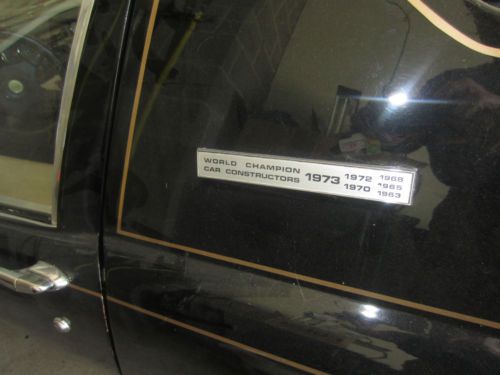 WORLD CHAMPION
CAR CONSTRUCTORS
1973
1972 1968
1970 1965
1963